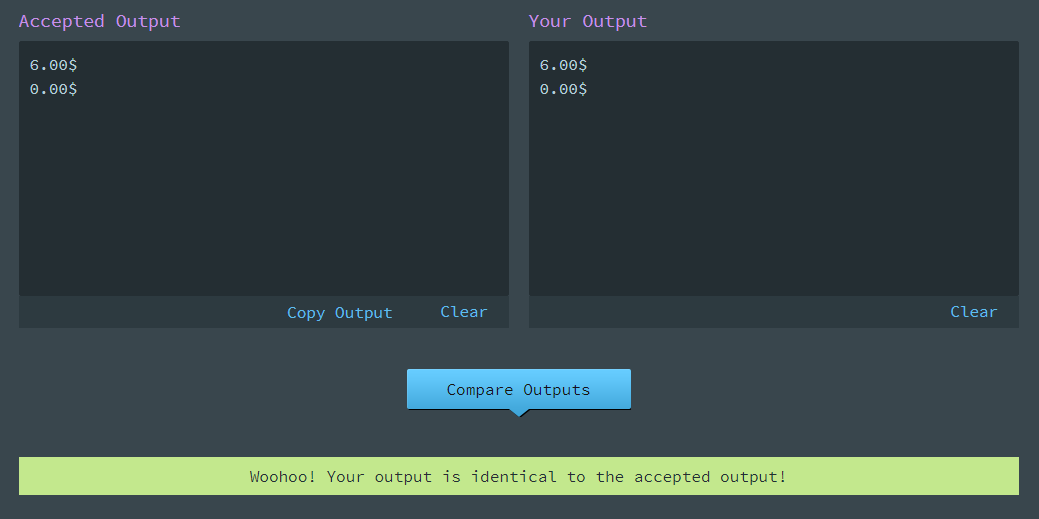 Accepted Output
6.00$
0.00$
Copy Output
Clear
Your Output
6.00$
0.00$
Clear
Compare Outputs
Woohoo! Your output is identical to the accepted output!